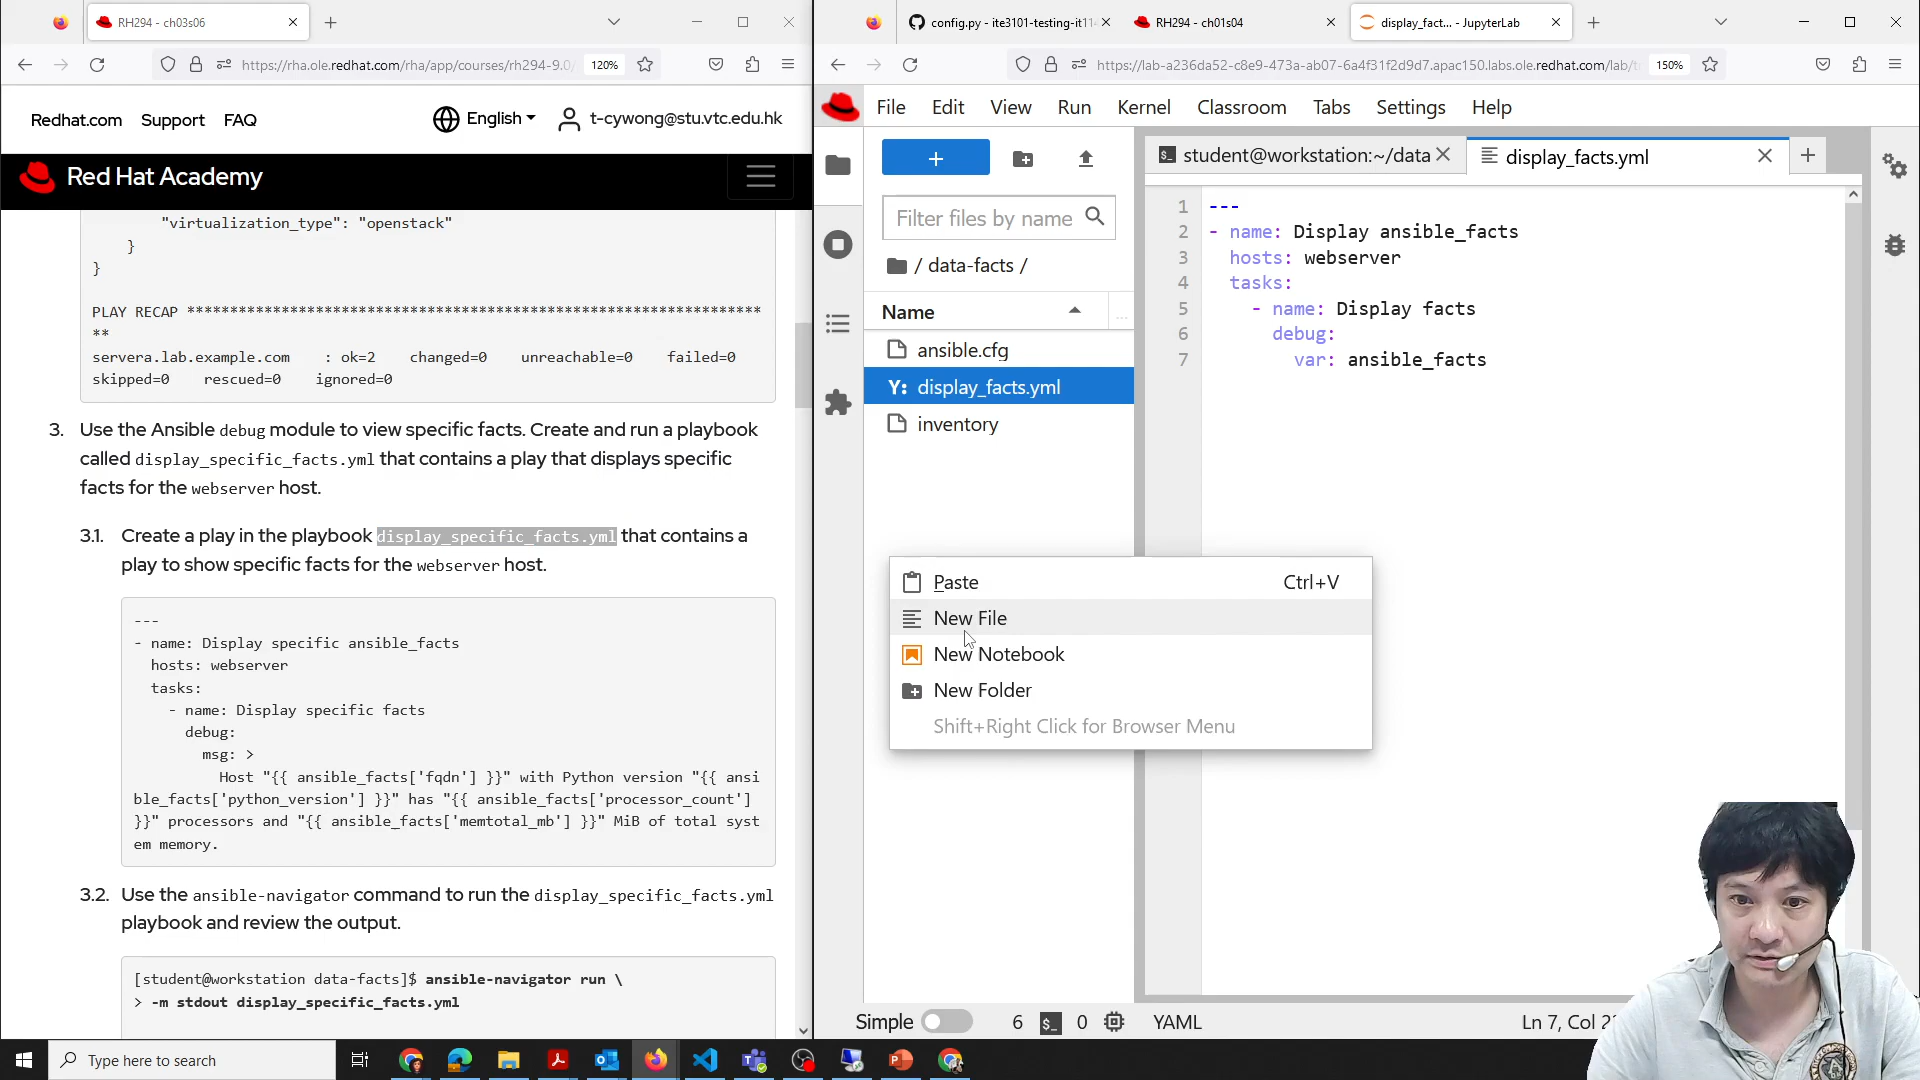 RH294 - ch03s06
https://rha.ole.redhat.com/rha/app/courses/rh294-9.0/
120%
Redhat.com
Support
FAQ
English
t-cywong@stu.vtc.edu.hk
Red Hat Academy
"virtualization_type": "openstack"
}
}
PLAY RECAP *******************************************************************
**
servera.lab.example.com : ok=2 changed=0 unreachable=0 failed=0
skipped=0 rescued=0 ignored=0
3. Use the Ansible debug module to view specific facts. Create and run a playbook
called display_specific_facts.yml that contains a play that displays specific
facts for the webserver host.
3.1. Create a play in the playbook display_specific_facts.yml that contains a
play to show specific facts for the webserver host.
---
- name: Display specific ansible_facts
hosts: webserver
tasks:
- name: Display specific facts
debug:
msg: >
Host "{{ ansible_facts['fqdn'] }}" with Python version "{{ ansi
ble_facts['python_version'] }}" has "{{ ansible_facts['processor_count']
}}" processors and "{{ ansible_facts['memtotal_mb'] }}" MiB of total syst
em memory.
3.2. Use the ansible-navigator command to run the display_specific_facts.yml
playbook and review the output.
[student@workstation data-facts]$ ansible-navigator run \
> -m stdout display_specific_facts.yml
config.py - ite3101-testing-it11
RH294 - ch01s04
display_fact... - JupyterLab
https://lab-a236da52-c8e9-473a-ab07-6a4f31f2d9d7.apac150.labs.ole.redhat.com/lab/t
150%
File
Edit
View
Run
Kernel
Classroom
Tabs
Settings
Help
Filter files by name
/ data-facts /
Name
...
ansible.cfg
Y: display_facts.yml
inventory
student@workstation:~/data
display_facts.yml
1 ---
2 - name: Display ansible_facts
3 hosts: webserver
4 tasks:
5 - name: Display facts
6 debug:
7 var: ansible_facts
Paste Ctrl+V
New File
New Notebook
New Folder
Shift+Right Click for Browser Menu
Simple
6
$_
0
YAML
Ln 7, Col
Type here to search